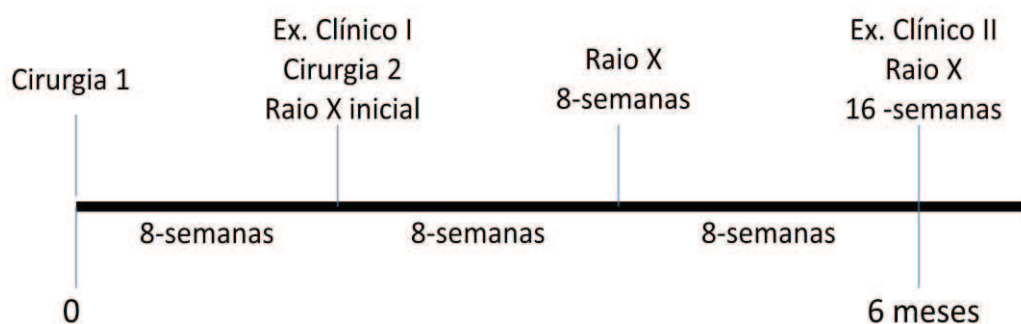 Cirurgia 1
Ex. Clínico I
Cirurgia 2
Raio X inicial
Raio X
8-semanas
Ex. Clínico II
Raio X
16 -semanas
8-semanas
8-semanas
8-semanas
0
6 meses